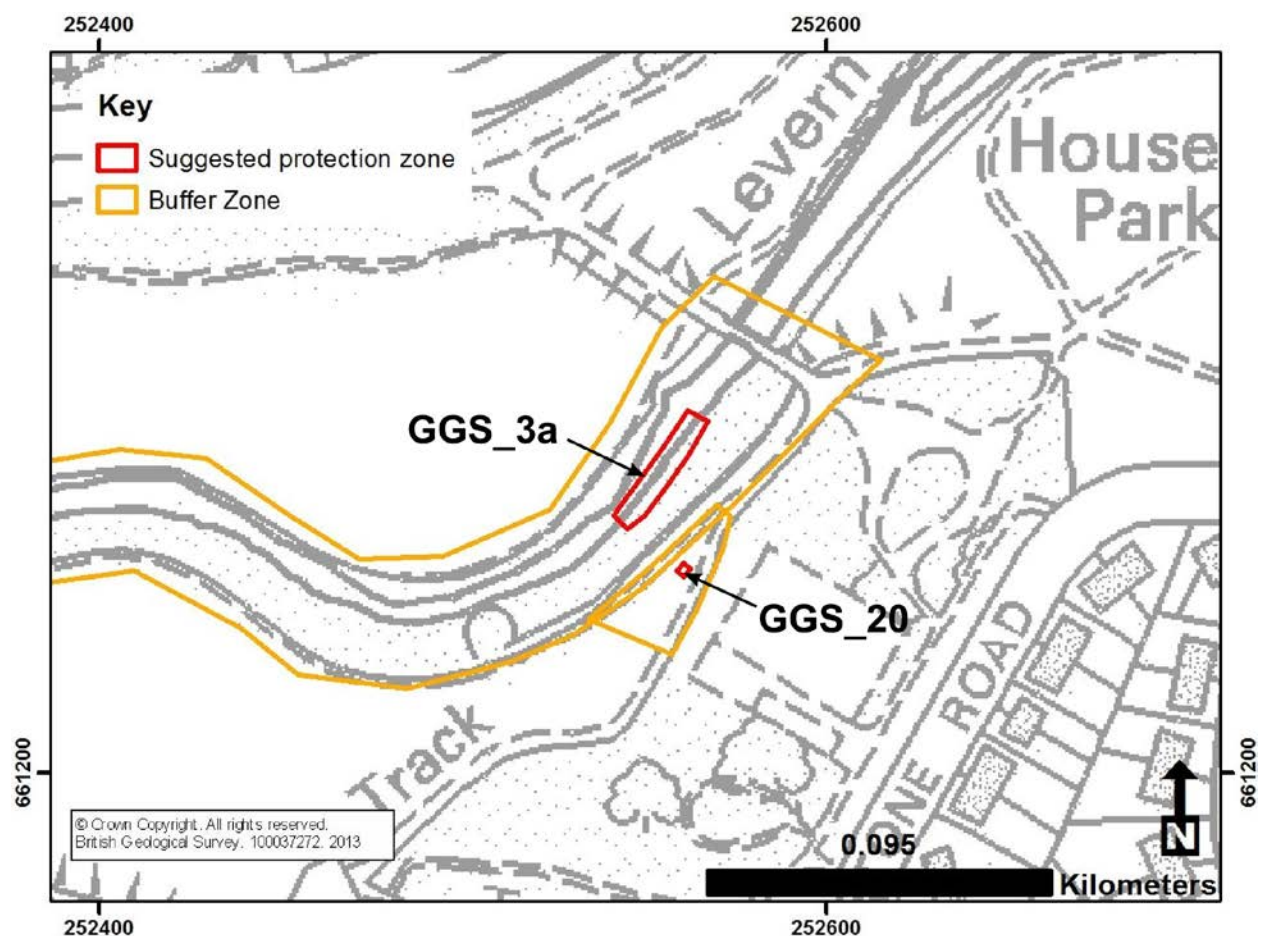 252400
252600
Key
Suggested protection zone
Buffer Zone
Levern
House
Park
GGS_3a
GGS_20
ONE ROAD
Track
661200
661200
© Crown Copyright. All rights reserved.
British Geological Survey. 100037272. 2013
N
0.095
Kilometers
252400
252600